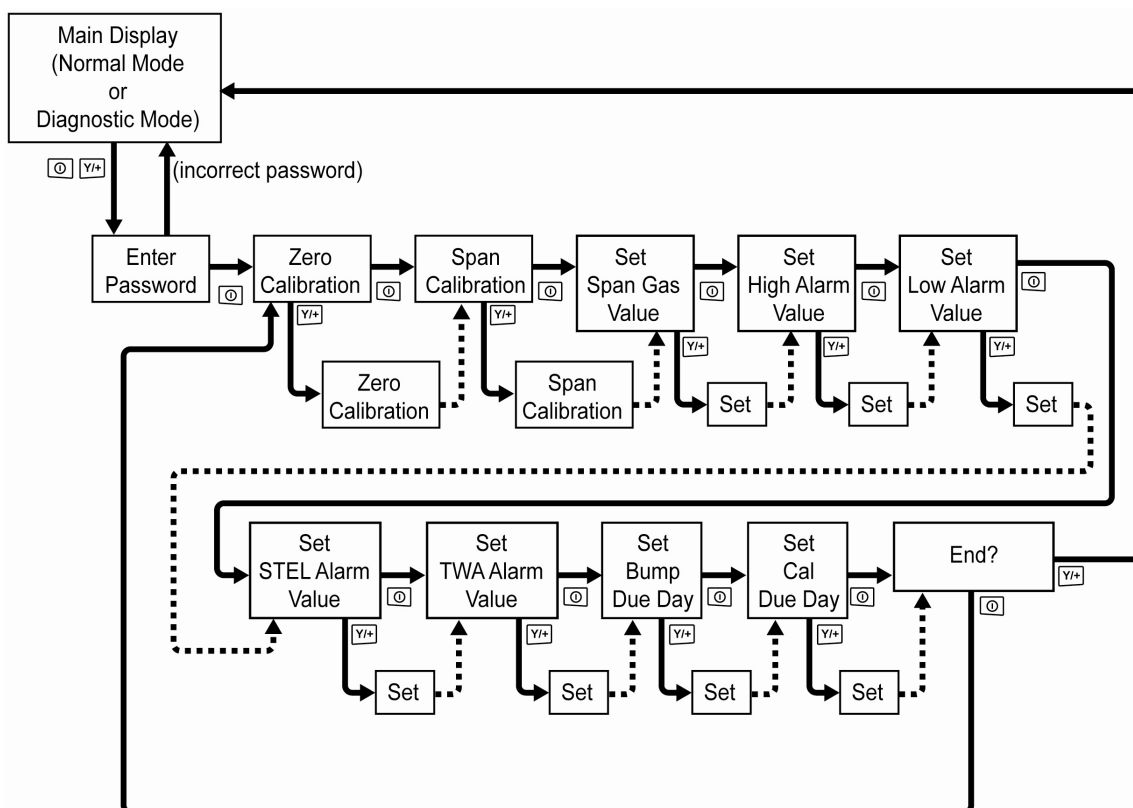 Main Display
(Normal Mode
or
Diagnostic Mode)
Y/+
(incorrect password)
Enter
Password
Zero
Calibration
Span
Calibration
Set
Span Gas
Value
Set
High Alarm
Value
Set
Low Alarm
Value
Y/+
Y/+
Y/+
Y/+
Y/+
Zero
Calibration
Span
Calibration
Set
Set
Set
Set
STEL Alarm
Value
Set
TWA Alarm
Value
Set
Bump
Due Day
Set
Cal
Due Day
End?
Y/+
Y/+
Y/+
Y/+
Y/+
Set
Set
Set
Set